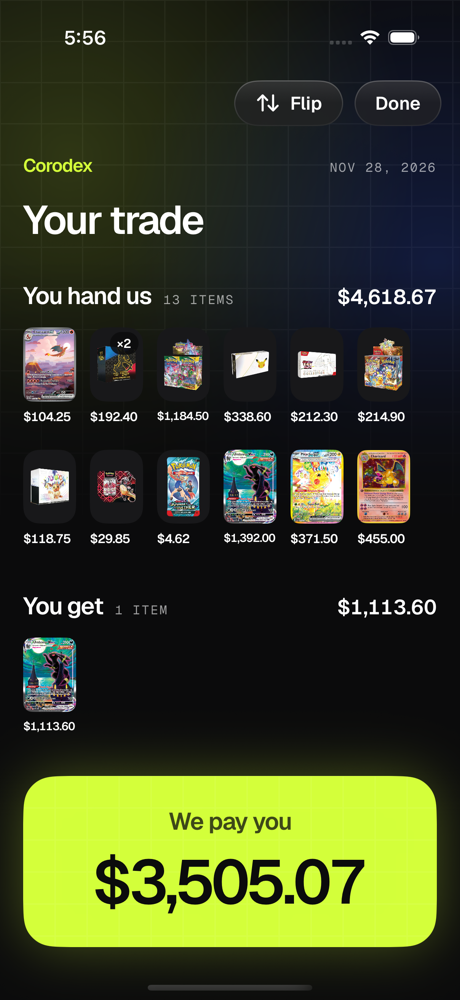 5:56
Flip
Done
Corodex
NOV 28, 2026
Your trade
You hand us 13 ITEMS $4,618.67
×2
$104.25 $192.40 $1,184.50 $338.60 $212.30 $214.90
$118.75 $29.85 $4.62 $1,392.00 $371.50 $455.00
You get 1 ITEM $1,113.60
$1,113.60
We pay you
$3,505.07